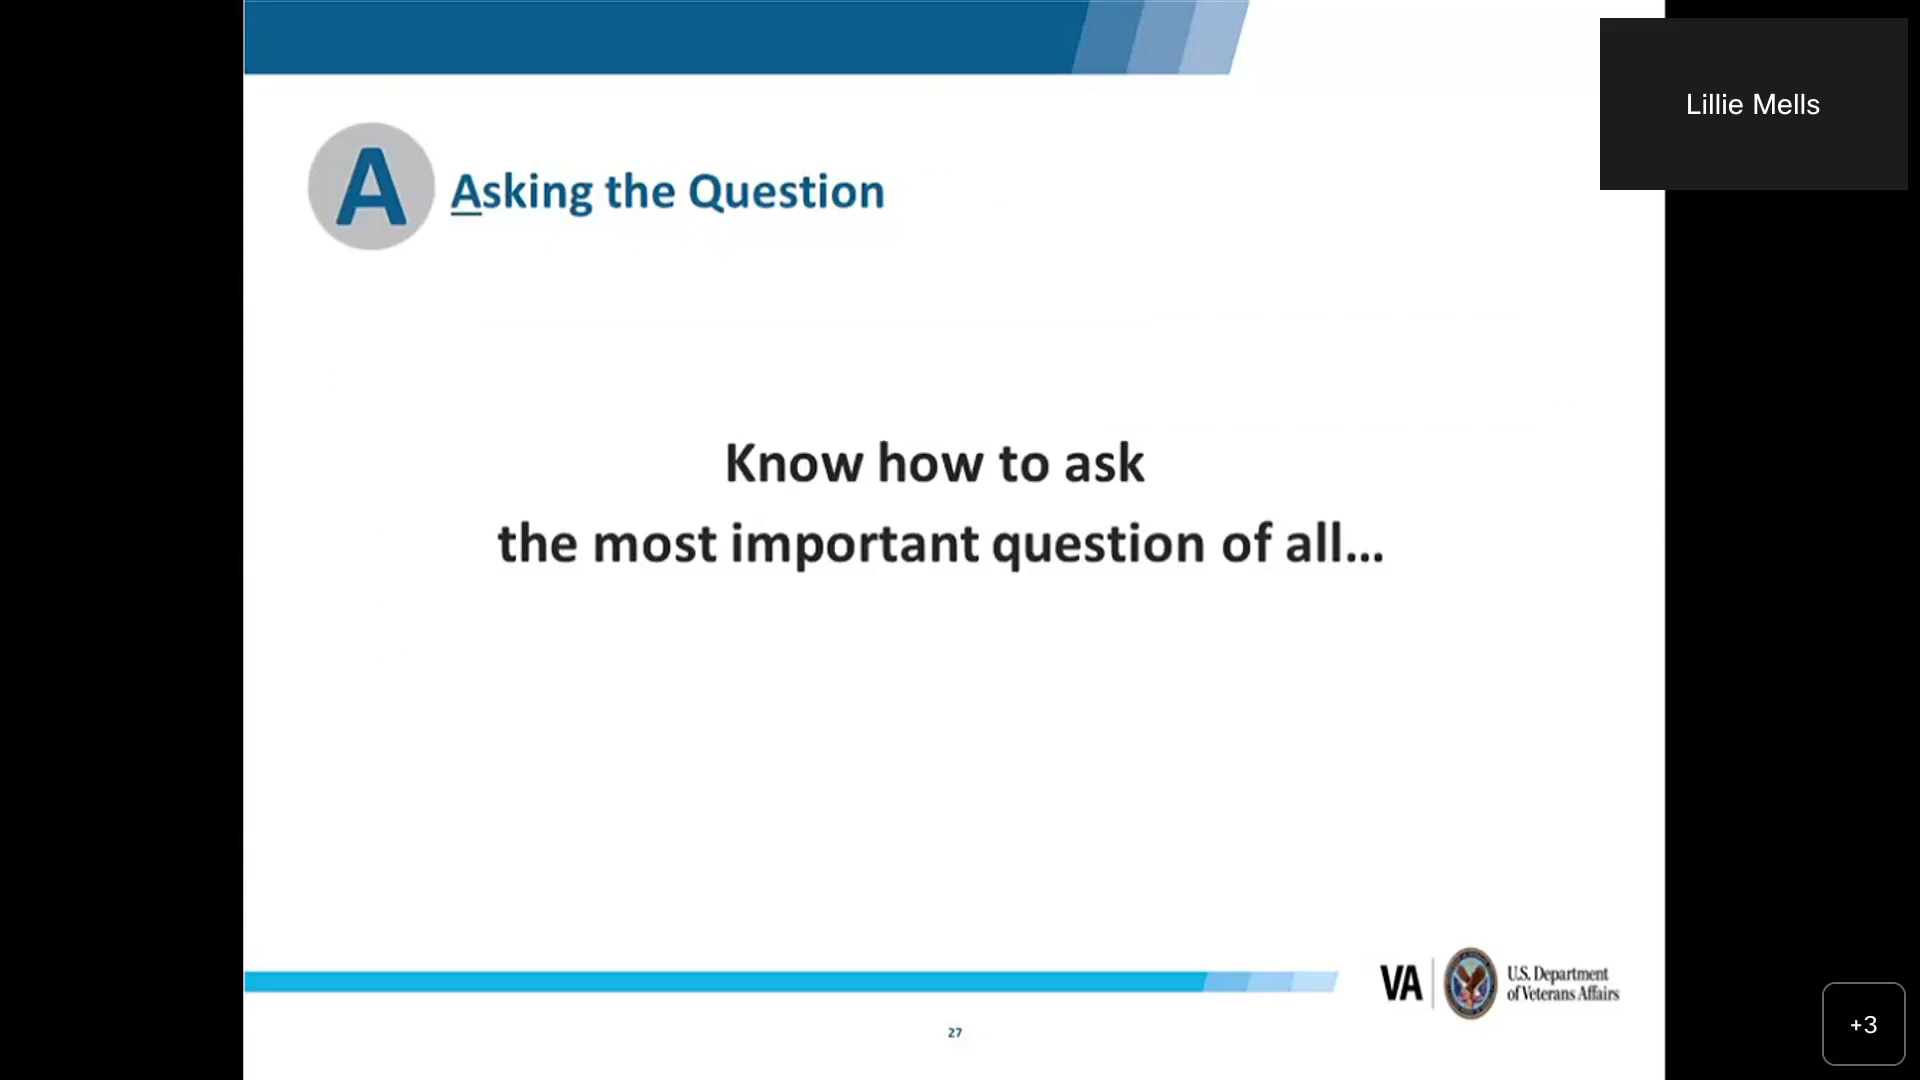 Lillie Mells
A
Asking the Question
Know how to ask
the most important question of all...
VA
U.S. Department
of Veterans Affairs
27
+3